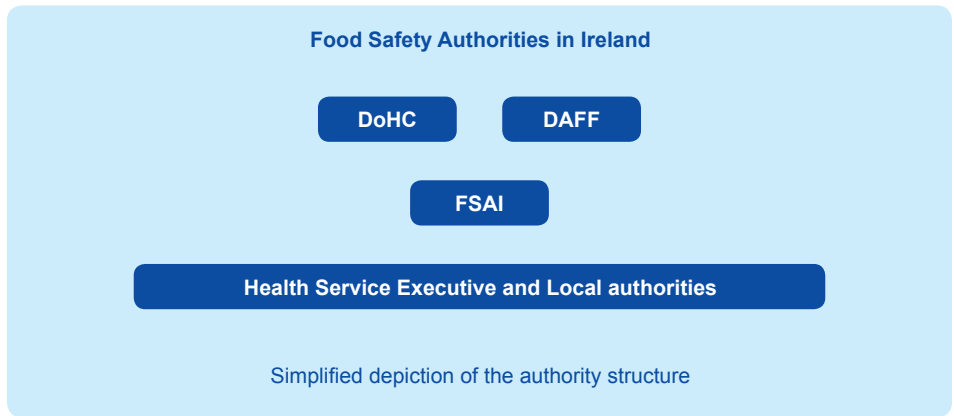 Food Safety Authorities in Ireland
DoHC
DAFF
FSAI
Health Service Executive and Local authorities
Simplified depiction of the authority structure